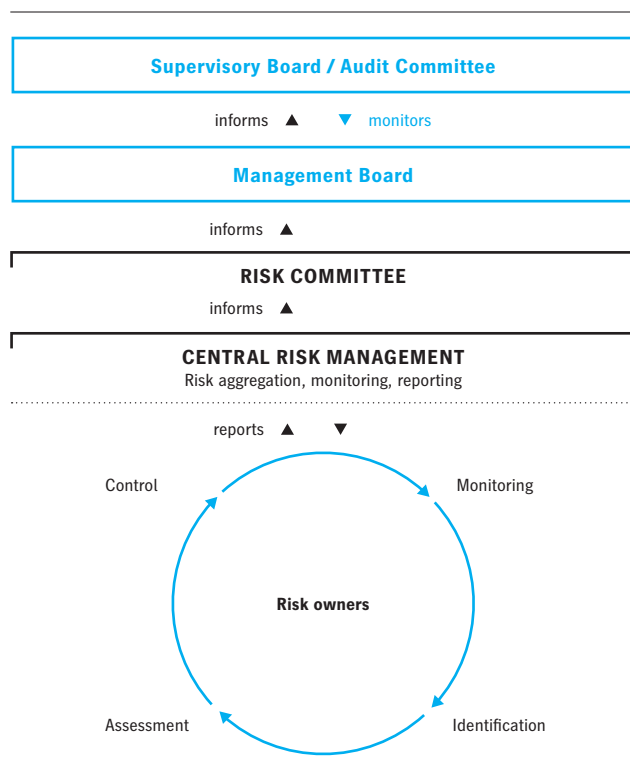 Supervisory Board / Audit Committee
informs ▲ ▼ monitors
Management Board
informs ▲
RISK COMMITTEE
informs ▲
CENTRAL RISK MANAGEMENT
Risk aggregation, monitoring, reporting
reports ▲ ▼
Control
Monitoring
Risk owners
Assessment
Identification